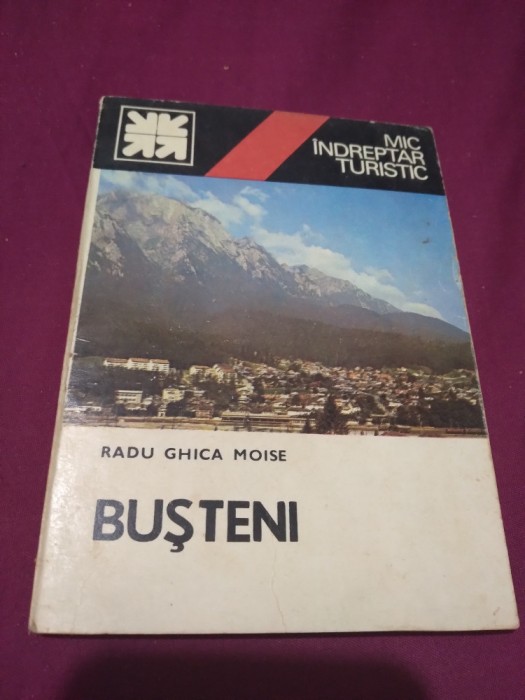 MIC
ÎNDREPTAR
TURISTIC
RADU GHICA MOISE
BUŞTENI